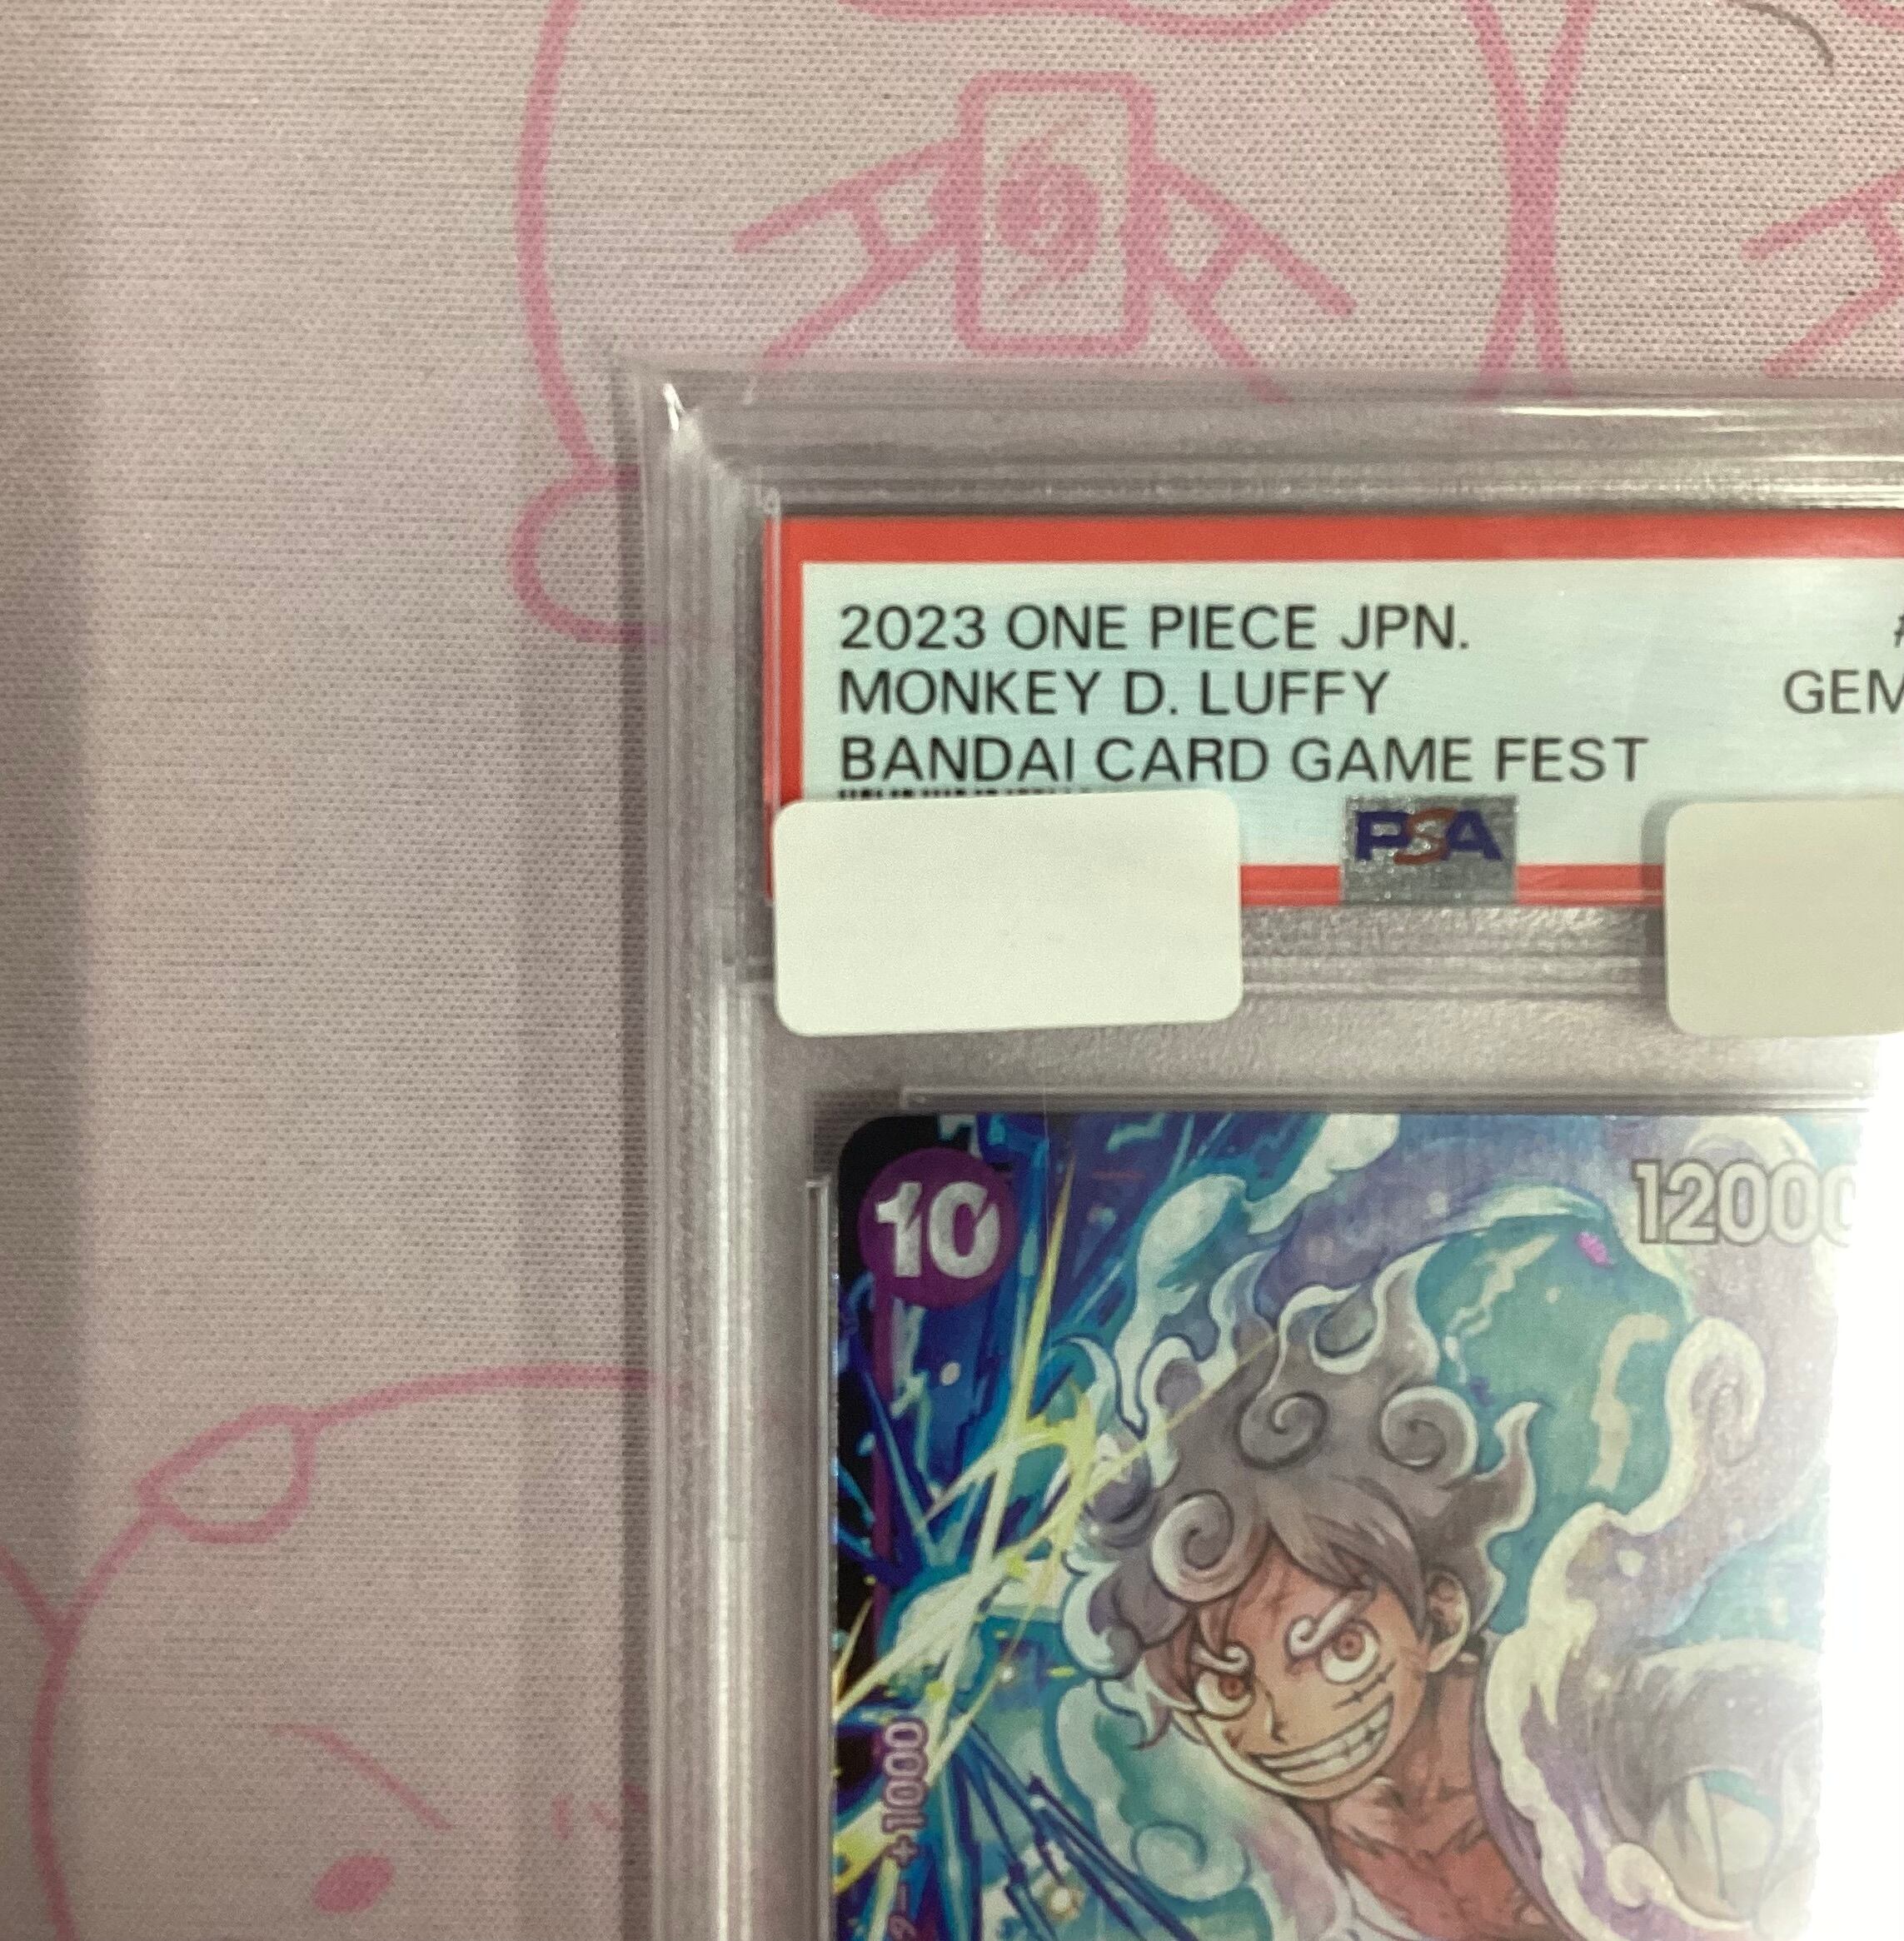 2023 ONE PIECE JPN.
MONKEY D. LUFFY
GEM
BANDAI CARD GAME FEST
PSA
10
12000
+1000